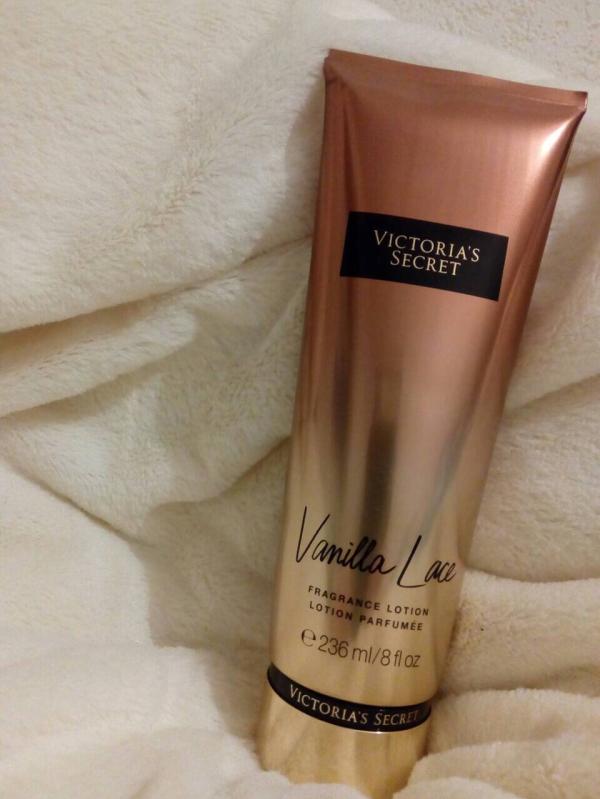 VICTORIA'S
SECRET
Vanilla Lace
FRAGRANCE LOTION
LOTION PARFUMÉE
℮ 236 ml/8 fl oz
VICTORIA'S SECRET